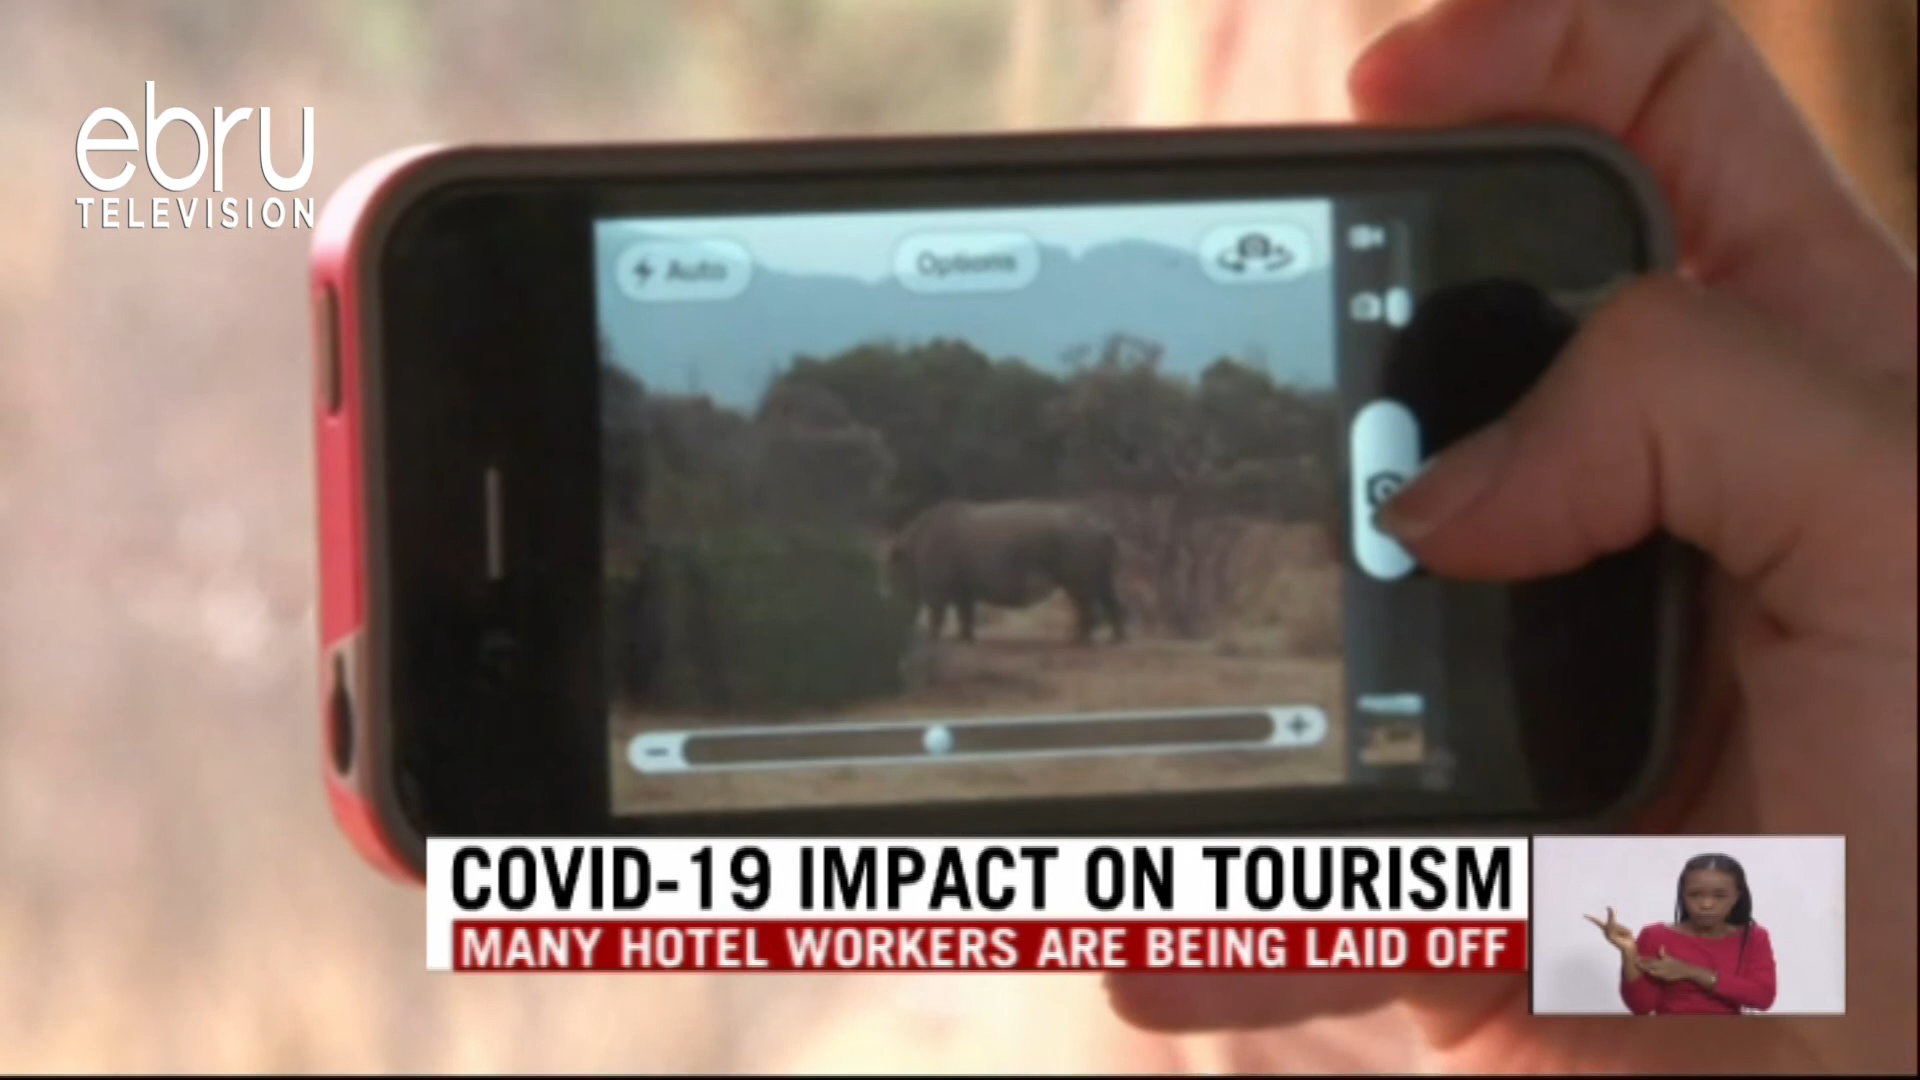 ebru
TELEVISION
Auto
Options
COVID-19 IMPACT ON TOURISM
MANY HOTEL WORKERS ARE BEING LAID OFF